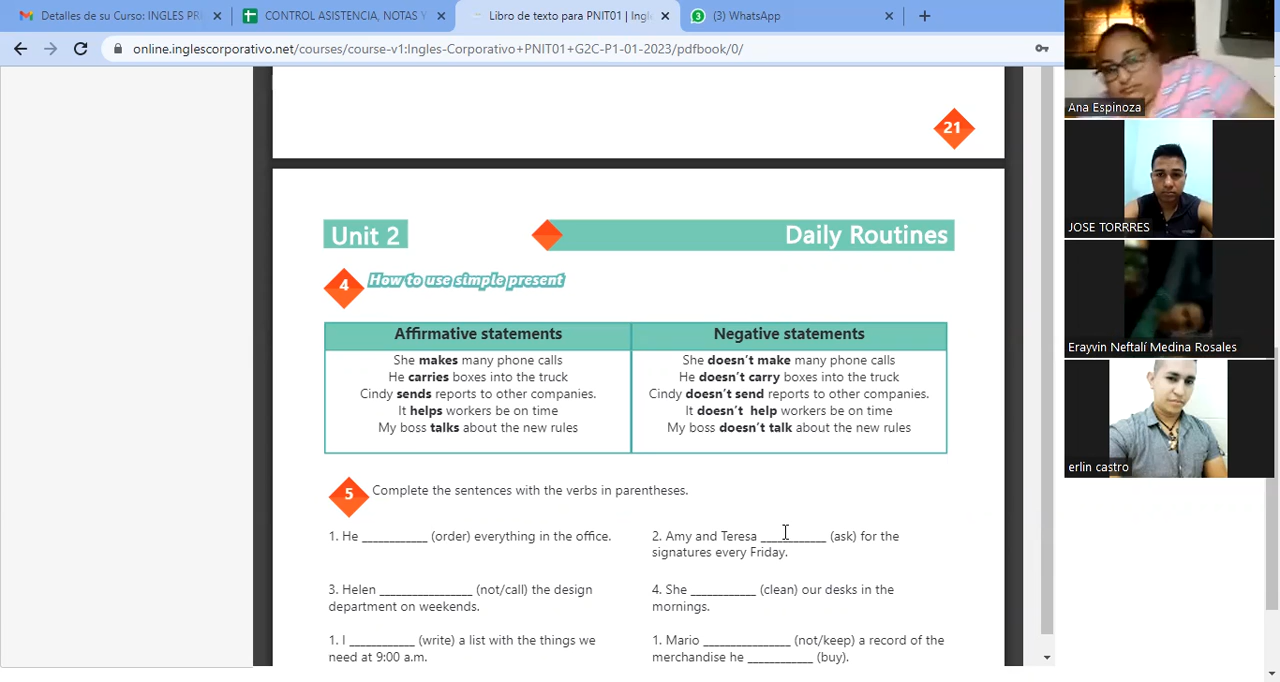 Detalles de su Curso: INGLES PRI
CONTROL ASISTENCIA, NOTAS Y
Libro de texto para PNIT01 | Ingl
(3) WhatsApp
online.inglescorporativo.net/courses/course-v1:Ingles-Corporativo+PNIT01+G2C-P1-01-2023/pdfbook/0/
21
Unit 2
Daily Routines
4 How to use simple present
Affirmative statements
She makes many phone calls
He carries boxes into the truck
Cindy sends reports to other companies.
It helps workers be on time
My boss talks about the new rules
Negative statements
She doesn't make many phone calls
He doesn't carry boxes into the truck
Cindy doesn't send reports to other companies.
It doesn't help workers be on time
My boss doesn't talk about the new rules
5 Complete the sentences with the verbs in parentheses.
1. He ___________ (order) everything in the office.
2. Amy and Teresa ___________ (ask) for the
signatures every Friday.
3. Helen ________________ (not/call) the design
department on weekends.
4. She ___________ (clean) our desks in the
mornings.
1. I ___________ (write) a list with the things we
need at 9:00 a.m.
1. Mario _______________ (not/keep) a record of the
merchandise he ___________ (buy).
Ana Espinoza
JOSE TORRRES
Erayvin Neftalí Medina Rosales
erlin castro